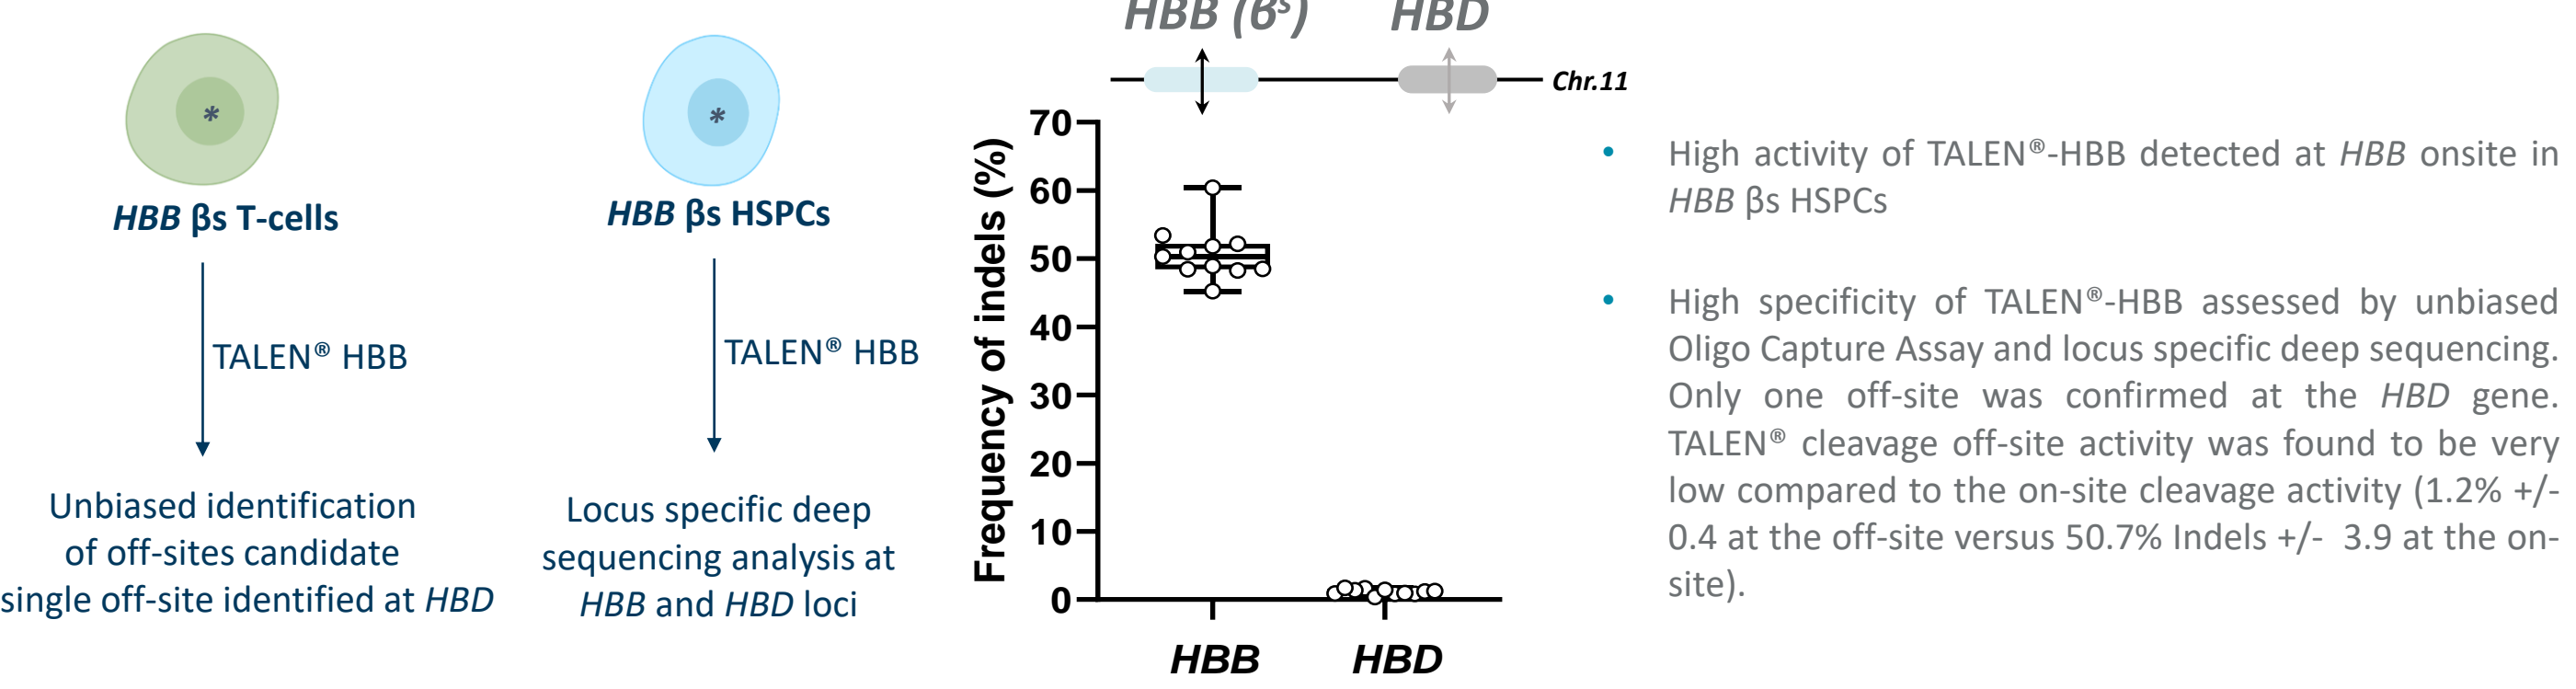 *
HBB βs T-cells
TALEN® HBB
Unbiased identification
of off-sites candidate
single off-site identified at HBD
*
HBB βs HSPCs
TALEN® HBB
Locus specific deep
sequencing analysis at
HBB and HBD loci
HBB (βˢ) HBD
Chr.11
Frequency of indels (%)
70
60
50
40
30
20
10
0
HBB HBD
• High activity of TALEN®-HBB detected at HBB onsite in
HBB βs HSPCs
• High specificity of TALEN®-HBB assessed by unbiased
Oligo Capture Assay and locus specific deep sequencing.
Only one off-site was confirmed at the HBD gene.
TALEN® cleavage off-site activity was found to be very
low compared to the on-site cleavage activity (1.2% +/-
0.4 at the off-site versus 50.7% Indels +/- 3.9 at the on-
site).